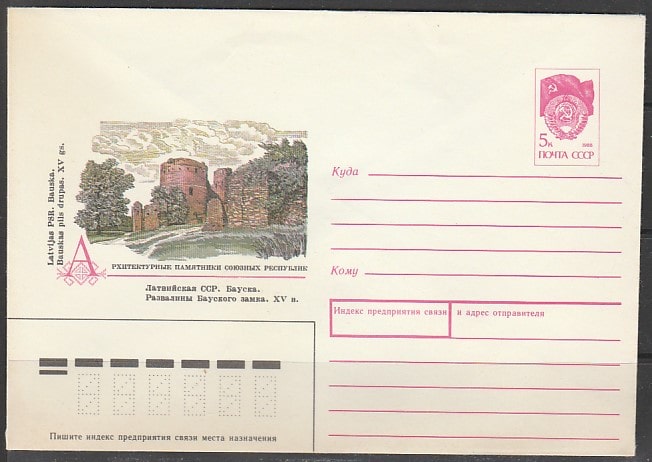 Latvijas PSR. Bauska.
Bauskas pils drupas. XV gs.
АРХИТЕКТУРНЫЕ ПАМЯТНИКИ СОЮЗНЫХ РЕСПУБЛИК
Латвийская ССР. Бауска.
Развалины Бауского замка. XV в.
5к 1988
ПОЧТА СССР
Куда
Кому
Индекс предприятия связи и адрес отправителя
Пишите индекс предприятия связи места назначения